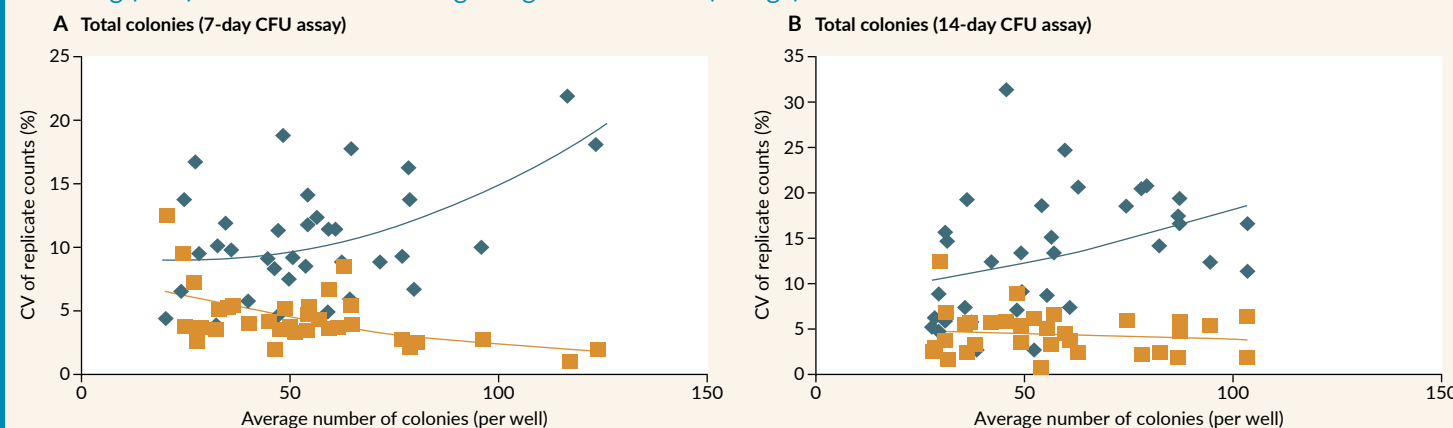 A Total colonies (7-day CFU assay)
25
20
15
10
5
0
0 50 100 150
CV of replicate counts (%)
Average number of colonies (per well)
B Total colonies (14-day CFU assay)
35
30
25
20
15
10
5
0
0 50 100
CV of replicate counts (%)
Average number of colonies (per well)